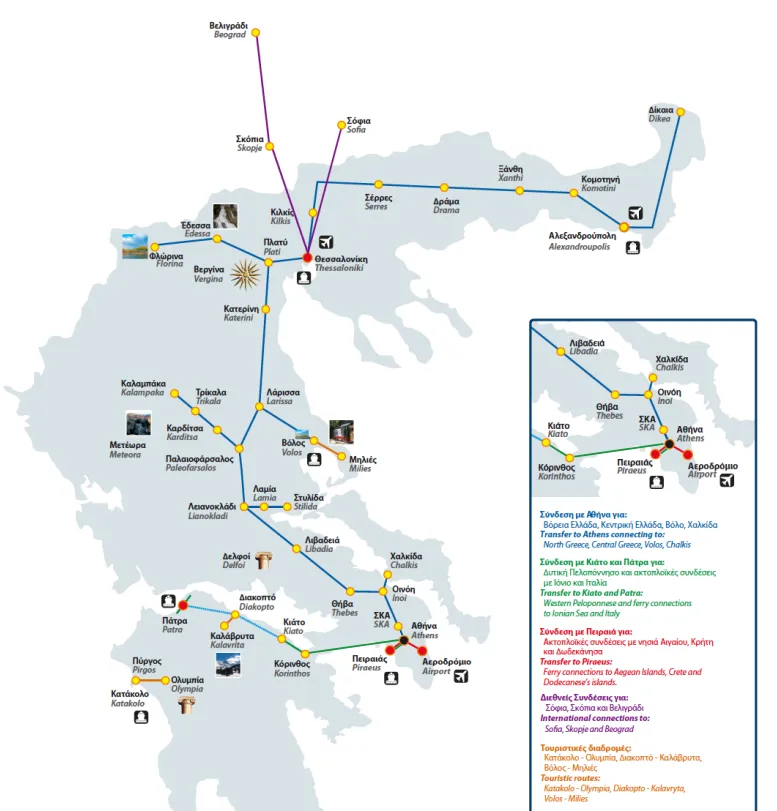 Βελιγράδι
Beograd
Σόφια
Sofia
Σκόπια
Skopje
Δίκαια
Dikea
Ξάνθη
Xanthi
Κομοτηνή
Komotini
Σέρρες
Serres
Δράμα
Drama
Κιλκίς
Kilkis
Αλεξανδρούπολη
Alexandroupolis
Έδεσσα
Edessa
Φλώρινα
Florina
Πλατύ
Plati
Θεσσαλονίκη
Thessaloniki
Βεργίνα
Vergina
Κατερίνη
Katerini
Καλαμπάκα
Kalampaka
Τρίκαλα
Trikala
Λάρισσα
Larissa
Καρδίτσα
Karditsa
Μετέωρα
Meteora
Βόλος
Volos
Μηλιές
Milies
Παλαιοφάρσαλος
Paleofarsalos
Λαμία
Lamia
Στυλίδα
Stilida
Λειανοκλάδι
Lianokladi
Λιβαδειά
Libadia
Δελφοί
Delfoi
Χαλκίδα
Chalkis
Οινόη
Inoi
Θήβα
Thebes
Διακοπτό
Diakopto
Πάτρα
Patra
Καλάβρυτα
Kalavrita
Κιάτο
Kiato
ΣΚΑ
SKA
Αθήνα
Athens
Κόρινθος
Korinthos
Πειραιάς
Piraeus
Αεροδρόμιο
Airport
Πύργος
Pirgos
Ολυμπία
Olympia
Κατάκολο
Katakolo
Λιβαδειά
Libadia
Χαλκίδα
Chalkis
Οινόη
Inoi
Θήβα
Thebes
ΣΚΑ
SKA
Κιάτο
Kiato
Αθήνα
Athens
Κόρινθος
Korinthos
Πειραιάς
Piraeus
Αεροδρόμιο
Airport
Σύνδεση με Αθήνα για:
Βόρεια Ελλάδα, Κεντρική Ελλάδα, Βόλο, Χαλκίδα
Transfer to Athens connecting to:
North Greece, Central Greece, Volos, Chalkis
Σύνδεση με Κιάτο και Πάτρα για:
Δυτική Πελοπόννησο και ακτοπλοϊκές συνδέσεις
με Ιόνιο και Ιταλία
Transfer to Kiato and Patra:
Western Peloponnese and ferry connections
to Ionian Sea and Italy
Σύνδεση με Πειραιά για:
Ακτοπλοϊκές συνδέσεις με νησιά Αιγαίου, Κρήτη
και Δωδεκάνησα
Transfer to Piraeus:
Ferry connections to Aegean Islands, Crete and
Dodecanese's islands.
Διεθνείς Συνδέσεις για:
Σόφια, Σκόπια και Βελιγράδι
International connections to:
Sofia, Skopje and Beograd
Τουριστικές διαδρομές:
Κατάκολο - Ολυμπία, Διακοπτό - Καλάβρυτα,
Βόλος - Μηλιές
Touristic routes:
Katakolo - Olympia, Diakopto - Kalavryta,
Volos - Milies